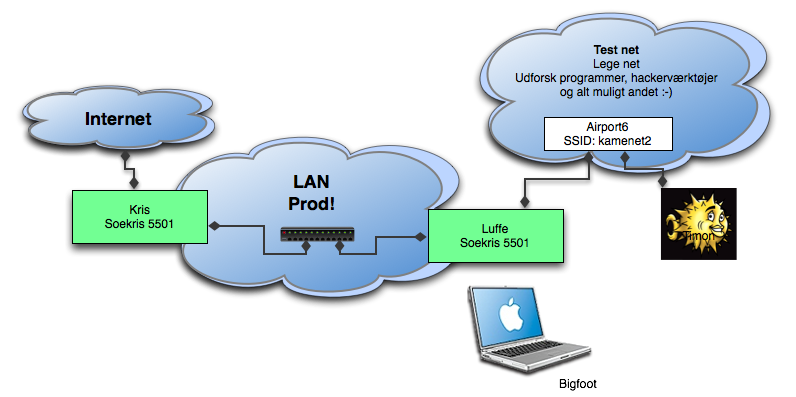 Test net
Lege net
Udforsk programmer, hackerværktøjer
og alt muligt andet :-)
Airport6
SSID: kamenet2
Internet
LAN
Prod!
Kris
Soekris 5501
Luffe
Soekris 5501
Timon
Bigfoot